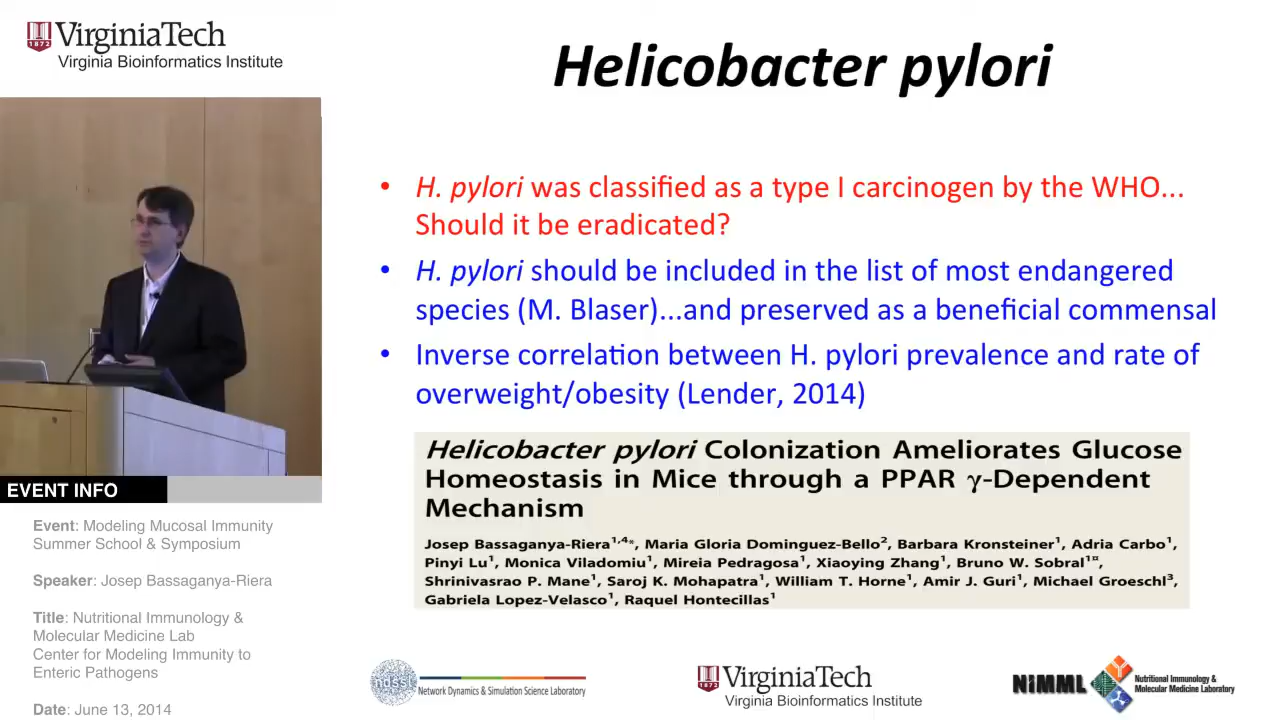 VirginiaTech
1872
Virginia Bioinformatics Institute
Helicobacter pylori
• H. pylori was classified as a type I carcinogen by the WHO...
Should it be eradicated?
• H. pylori should be included in the list of most endangered
species (M. Blaser)...and preserved as a beneficial commensal
• Inverse correlation between H. pylori prevalence and rate of
overweight/obesity (Lender, 2014)
Helicobacter pylori Colonization Ameliorates Glucose
Homeostasis in Mice through a PPAR γ-Dependent
Mechanism
Josep Bassaganya-Riera1,4*, Maria Gloria Dominguez-Bello2, Barbara Kronsteiner1, Adria Carbo1,
Pinyi Lu1, Monica Viladomiu1, Mireia Pedragosa1, Xiaoying Zhang1, Bruno W. Sobral1¤,
Shrinivasrao P. Mane1, Saroj K. Mohapatra1, William T. Horne1, Amir J. Guri1, Michael Groeschl3,
Gabriela Lopez-Velasco1, Raquel Hontecillas1
EVENT INFO
Event: Modeling Mucosal Immunity
Summer School & Symposium
Speaker: Josep Bassaganya-Riera
Title: Nutritional Immunology &
Molecular Medicine Lab
Center for Modeling Immunity to
Enteric Pathogens
Date: June 13, 2014
ndssl
Network Dynamics & Simulation Science Laboratory
VirginiaTech
1872
Virginia Bioinformatics Institute
NIMML
Nutritional Immunology &
Molecular Medicine Laboratory